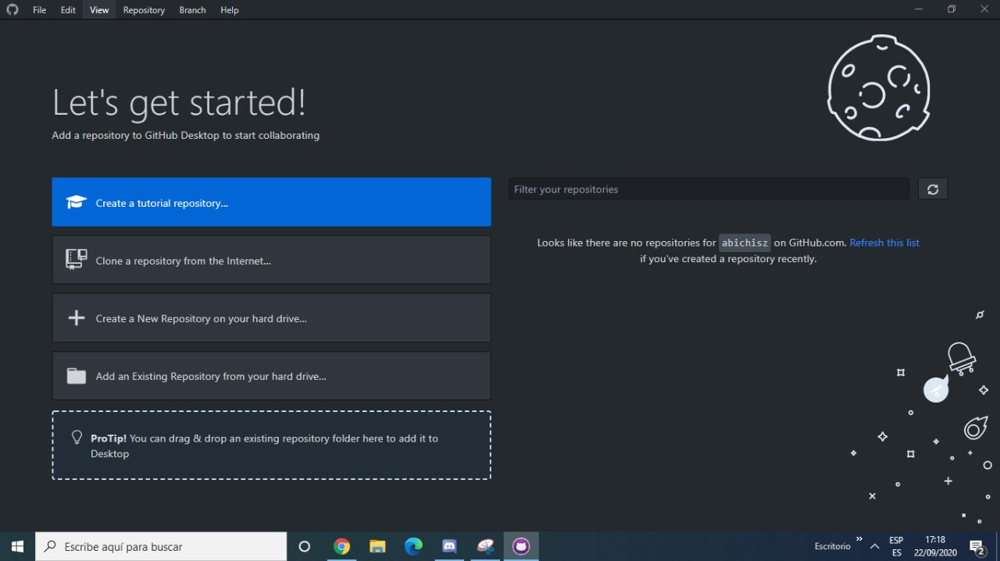 File Edit View Repository Branch Help
Let's get started!
Add a repository to GitHub Desktop to start collaborating
Create a tutorial repository...
Clone a repository from the Internet...
Create a New Repository on your hard drive...
Add an Existing Repository from your hard drive...
ProTip! You can drag & drop an existing repository folder here to add it to
Desktop
Filter your repositories
Looks like there are no repositories for abichisz on GitHub.com. Refresh this list
if you've created a repository recently.
Escribe aquí para buscar
Escritorio
ESP
ES
17:18
22/09/2020
2